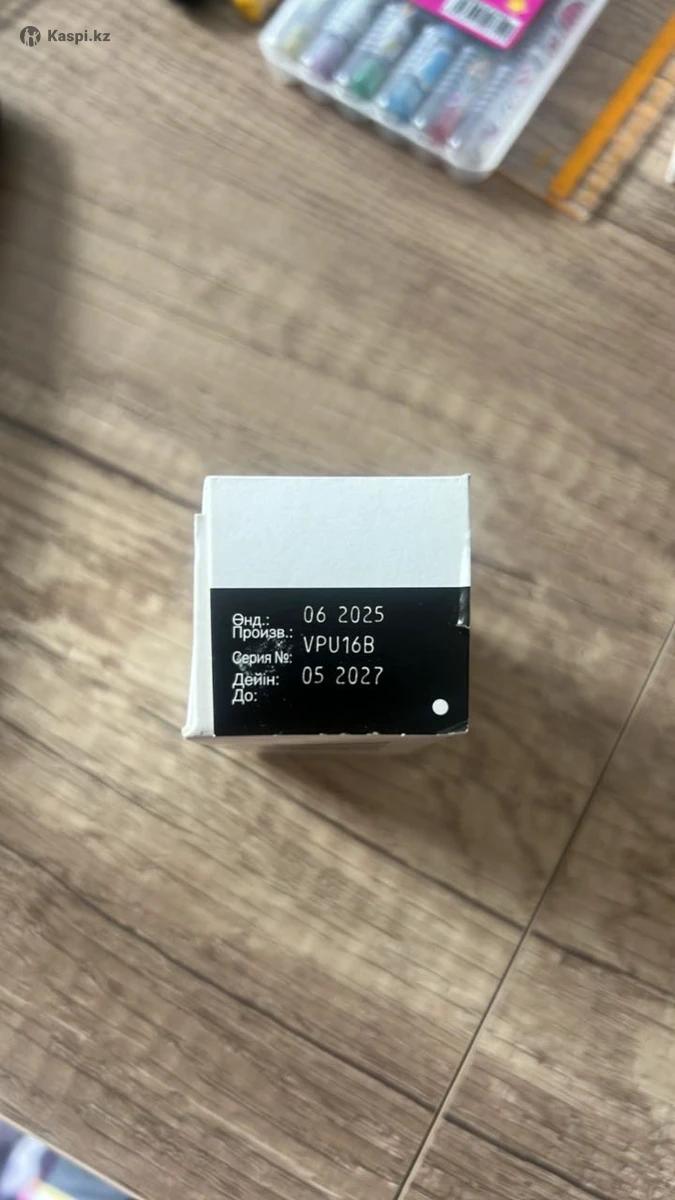 Kaspi.kz
Өнд.: 06 2025
Произв.:
Серия №: VPU16B
Дейін: 05 2027
До: